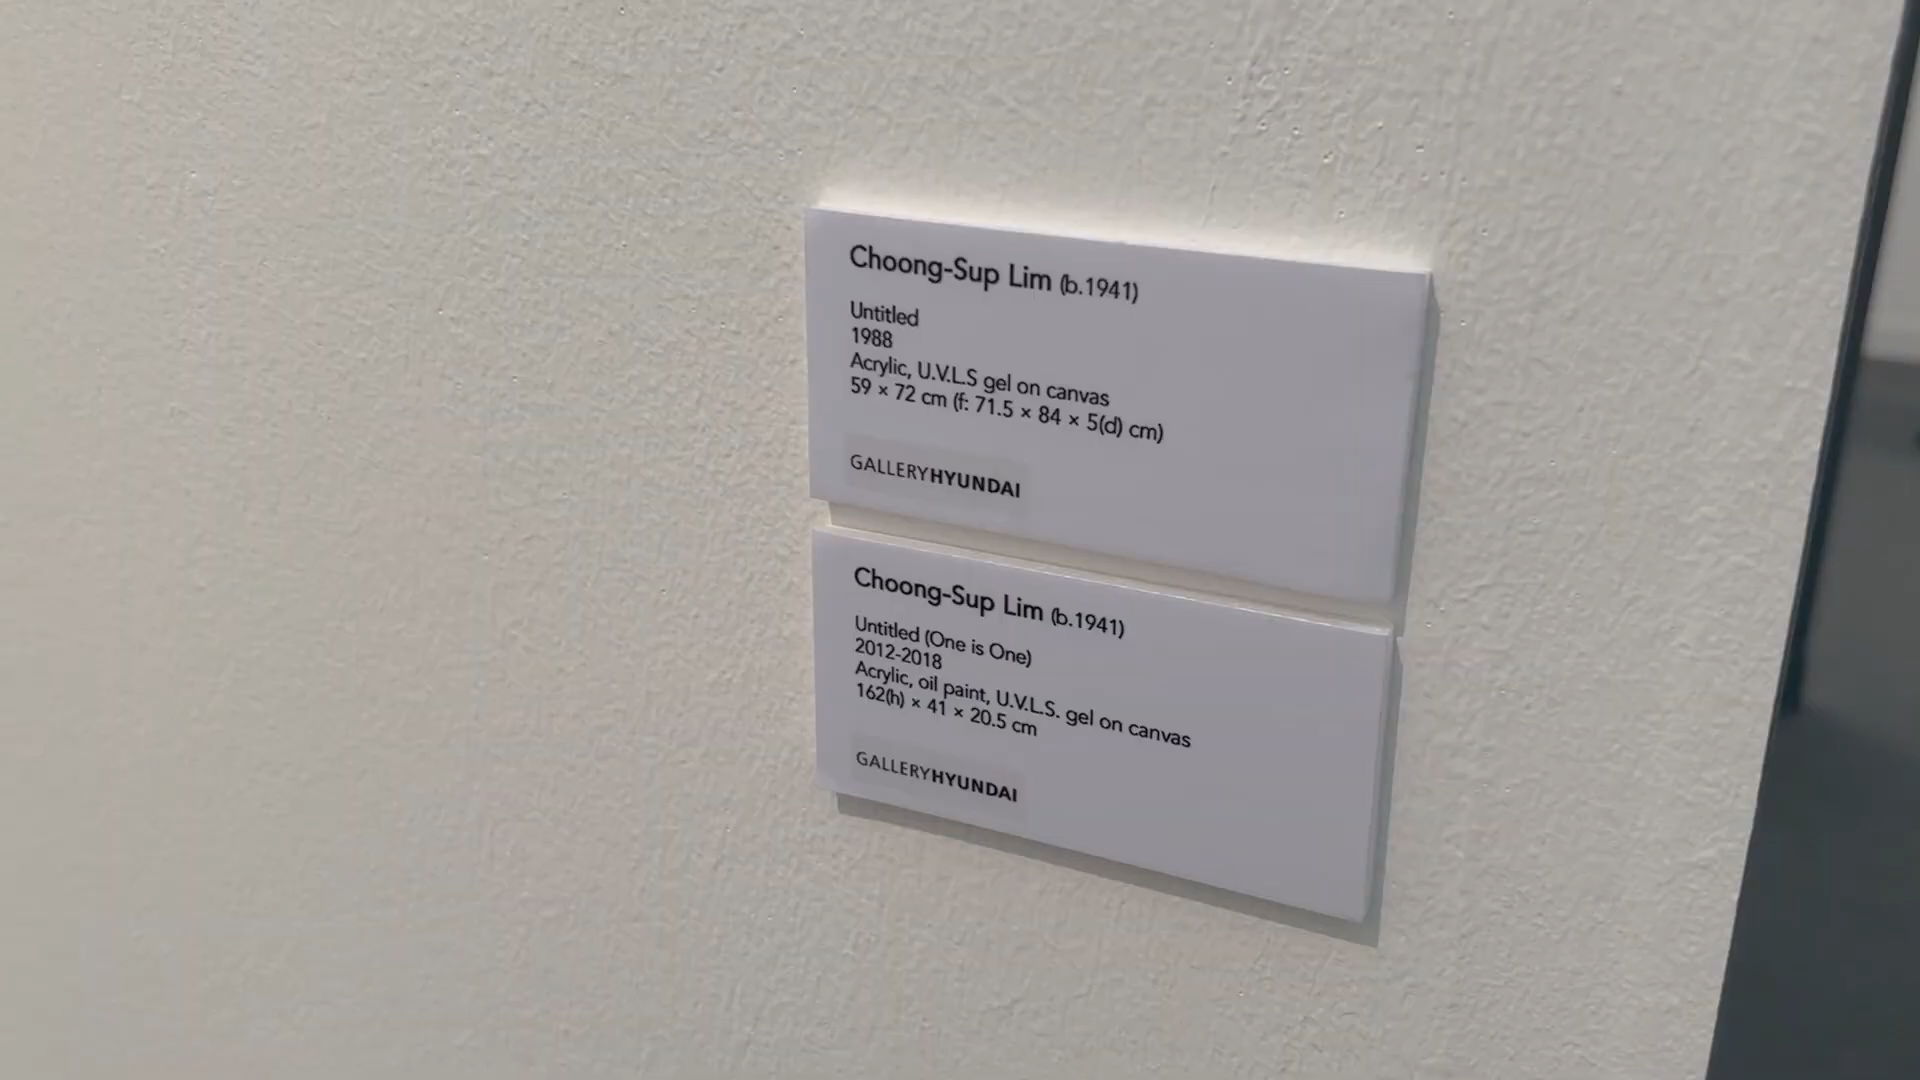 Choong-Sup Lim (b.1941)
Untitled
1988
Acrylic, U.V.L.S gel on canvas
59 × 72 cm (f: 71.5 × 84 × 5(d) cm)
GALLERYHYUNDAI
Choong-Sup Lim (b.1941)
Untitled (One is One)
2012-2018
Acrylic, oil paint, U.V.L.S. gel on canvas
162(h) × 41 × 20.5 cm
GALLERYHYUNDAI